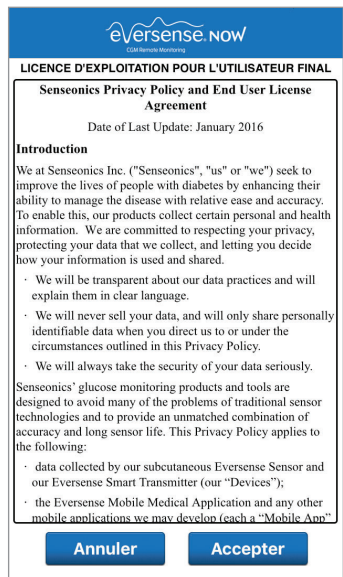 eversense. NOW
CGM Remote Monitoring
LICENCE D'EXPLOITATION POUR L'UTILISATEUR FINAL
Senseonics Privacy Policy and End User License
Agreement
Date of Last Update: January 2016
Introduction
We at Senseonics Inc. ("Senseonics", "us" or "we") seek to
improve the lives of people with diabetes by enhancing their
ability to manage the disease with relative ease and accuracy.
To enable this, our products collect certain personal and health
information. We are committed to respecting your privacy,
protecting your data that we collect, and letting you decide
how your information is used and shared.
· We will be transparent about our data practices and will
explain them in clear language.
· We will never sell your data, and will only share personally
identifiable data when you direct us to or under the
circumstances outlined in this Privacy Policy.
· We will always take the security of your data seriously.
Senseonics' glucose monitoring products and tools are
designed to avoid many of the problems of traditional sensor
technologies and to provide an unmatched combination of
accuracy and long sensor life. This Privacy Policy applies to
the following:
· data collected by our subcutaneous Eversense Sensor and
our Eversense Smart Transmitter (our “Devices”);
· the Eversense Mobile Medical Application and any other
mobile applications we may develop (each a “Mobile App”
Annuler
Accepter